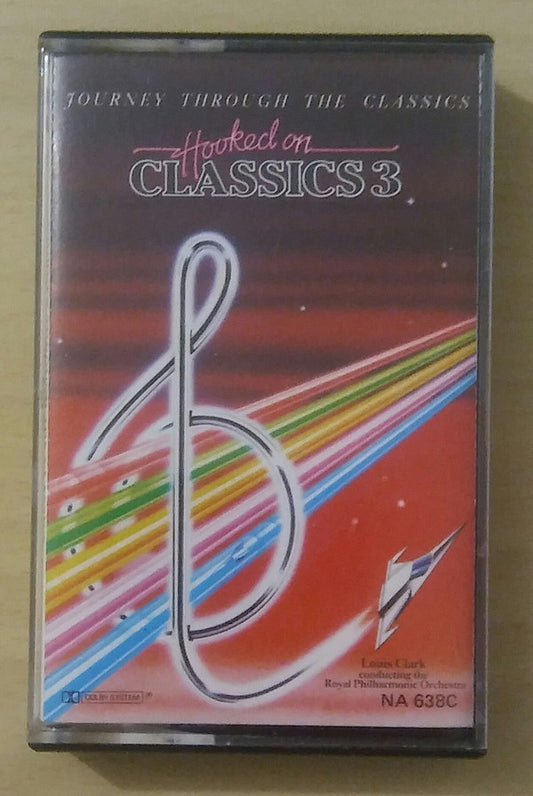 JOURNEY THROUGH THE CLASSICS
Hooked on
CLASSICS 3
Louis Clark
conducting the
Royal Philharmonic Orchestra
DOLBY SYSTEM ®
NA 638C